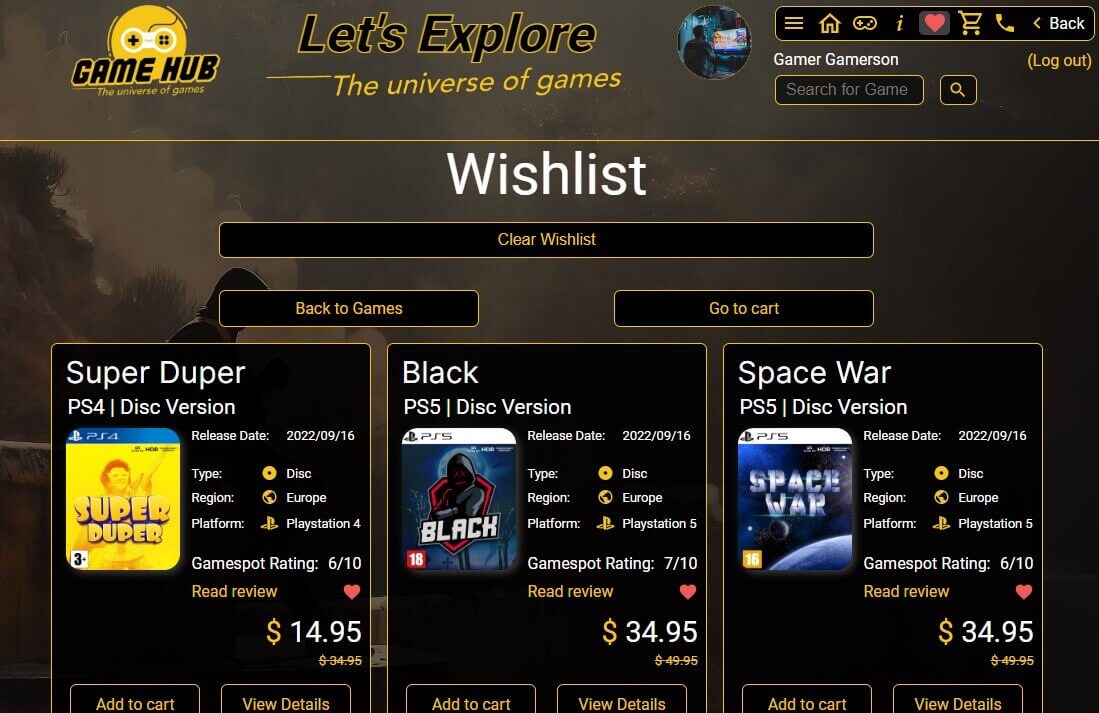 GAME HUB
The universe of games
Let's Explore
The universe of games
i
Back
Gamer Gamerson
(Log out)
Search for Game
Wishlist
Clear Wishlist
Back to Games
Go to cart
Super Duper
PS4 | Disc Version
PS4
SUPER
DUPER
3+
Release Date: 2022/09/16
Type: Disc
Region: Europe
Platform: Playstation 4
Gamespot Rating: 6/10
Read review
$ 14.95
$ 34.95
Add to cart
View Details
Black
PS5 | Disc Version
PS5
BLACK
18
Release Date: 2022/09/16
Type: Disc
Region: Europe
Platform: Playstation 5
Gamespot Rating: 7/10
Read review
$ 34.95
$ 49.95
Add to cart
View Details
Space War
PS5 | Disc Version
PS5
SPACE
WAR
16
Release Date: 2022/09/16
Type: Disc
Region: Europe
Platform: Playstation 5
Gamespot Rating: 6/10
Read review
$ 34.95
$ 49.95
Add to cart
View Details